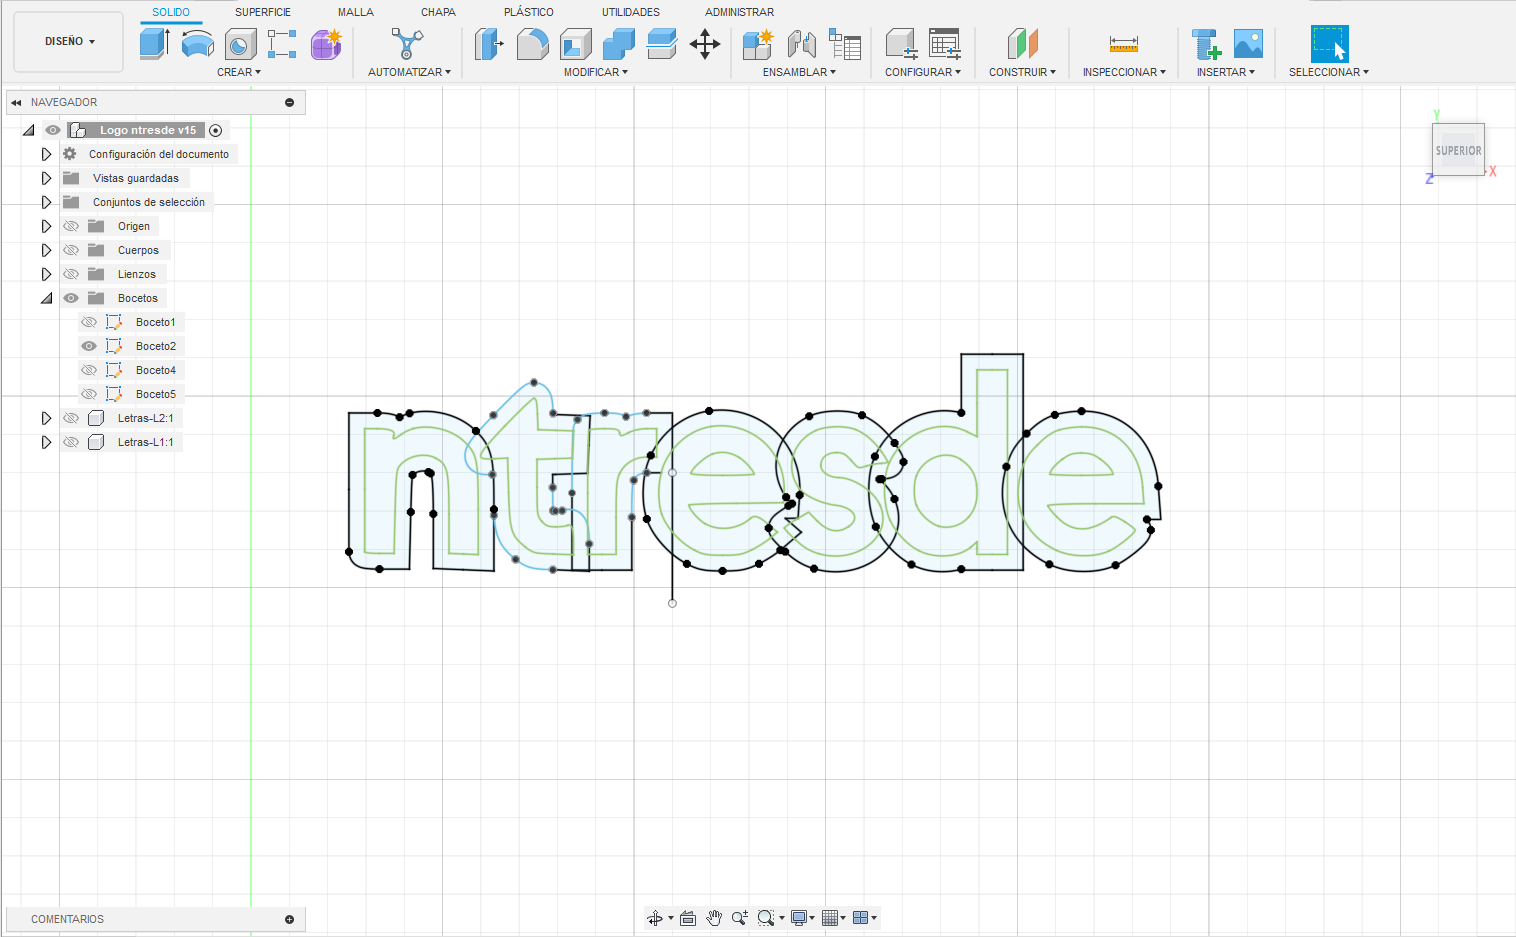 SOLIDO SUPERFICIE MALLA CHAPA PLÁSTICO UTILIDADES ADMINISTRAR
DISEÑO
CREAR AUTOMATIZAR MODIFICAR ENSAMBLAR CONFIGURAR CONSTRUIR INSPECCIONAR INSERTAR SELECCIONAR
NAVEGADOR
Logo ntresde v15
Configuración del documento
Vistas guardadas
Conjuntos de selección
Origen
Cuerpos
Lienzos
Bocetos
Boceto1
Boceto2
Boceto4
Boceto5
Letras-L2:1
Letras-L1:1
Y
SUPERIOR
X
Z
ntresde
COMENTARIOS